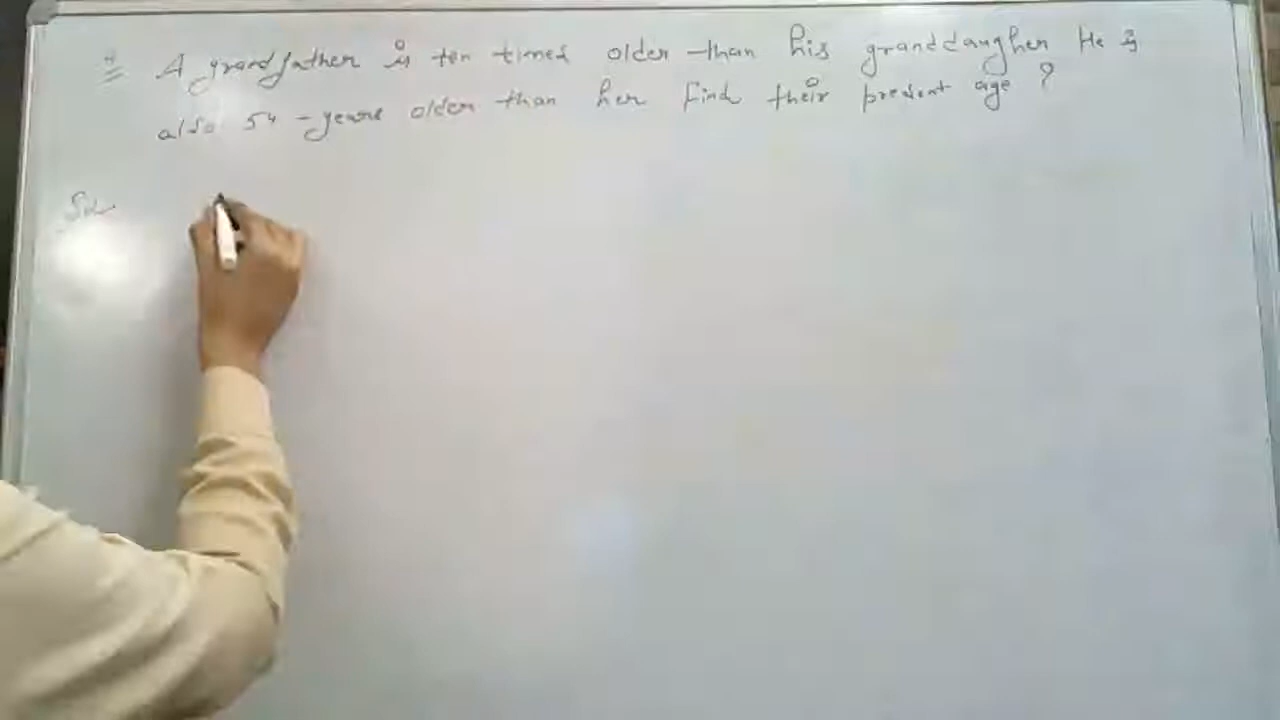 A grandfather is ten times older than his granddaugher He is
also 54 - years older than her find their present age ?
Sol